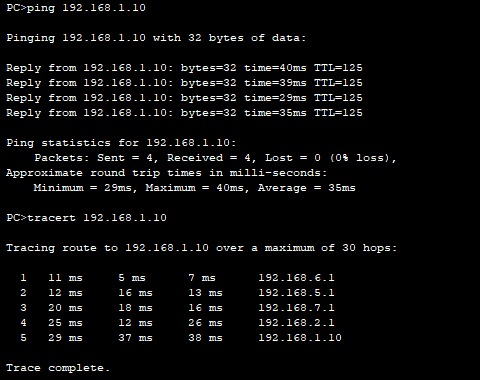 PC>ping 192.168.1.10
Pinging 192.168.1.10 with 32 bytes of data:
Reply from 192.168.1.10: bytes=32 time=40ms TTL=125
Reply from 192.168.1.10: bytes=32 time=39ms TTL=125
Reply from 192.168.1.10: bytes=32 time=29ms TTL=125
Reply from 192.168.1.10: bytes=32 time=35ms TTL=125
Ping statistics for 192.168.1.10:
    Packets: Sent = 4, Received = 4, Lost = 0 (0% loss),
Approximate round trip times in milli-seconds:
    Minimum = 29ms, Maximum = 40ms, Average = 35ms
PC>tracert 192.168.1.10
Tracing route to 192.168.1.10 over a maximum of 30 hops:
  1   11 ms     5 ms      7 ms      192.168.6.1
  2   12 ms     16 ms     13 ms     192.168.5.1
  3   20 ms     18 ms     16 ms     192.168.7.1
  4   25 ms     12 ms     26 ms     192.168.2.1
  5   29 ms     37 ms     38 ms     192.168.1.10
Trace complete.